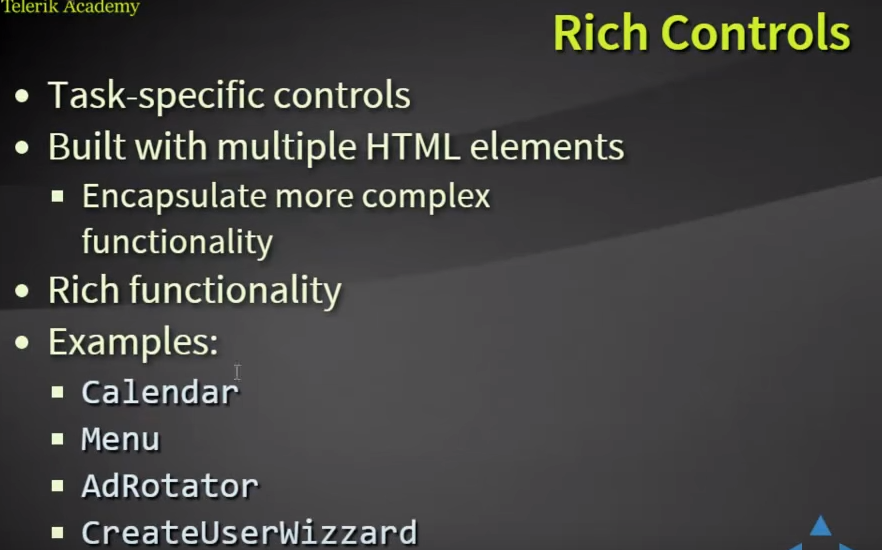 Telerik Academy
Rich Controls
Task-specific controls
Built with multiple HTML elements
Encapsulate more complex
functionality
Rich functionality
Examples:
Calendar
Menu
AdRotator
CreateUserWizzard